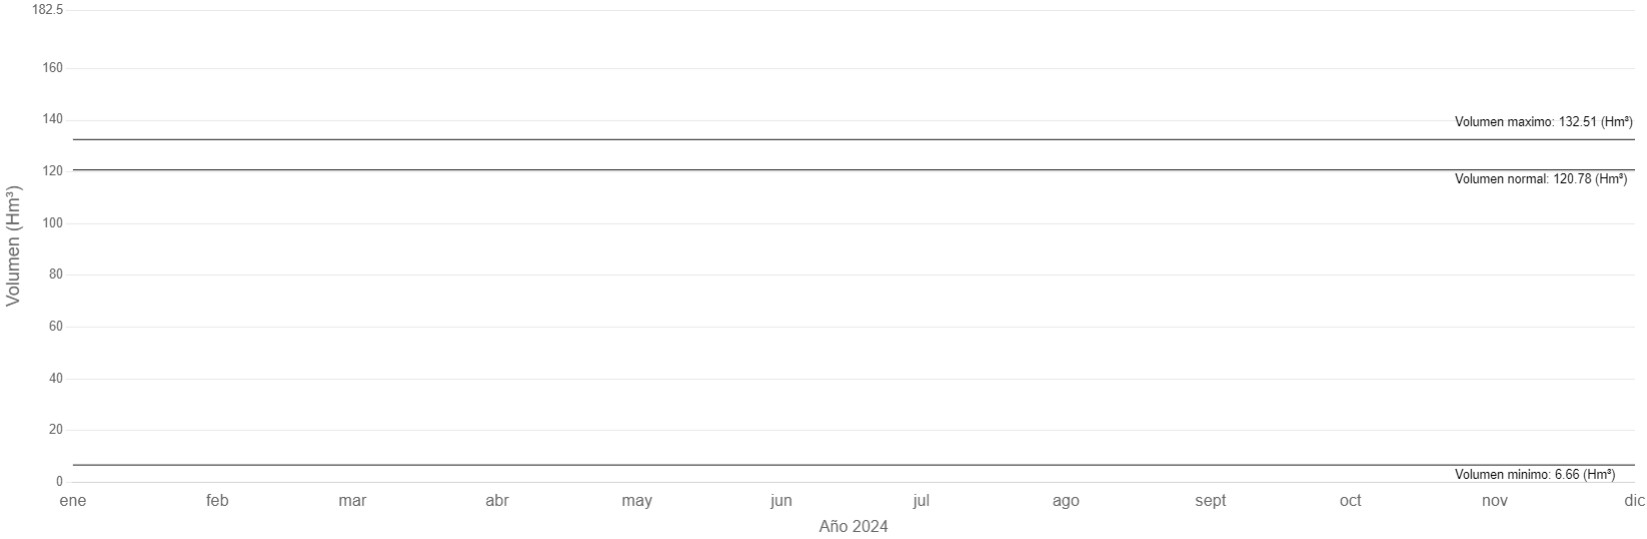 182.5
160
140
Volumen maximo: 132.51 (Hm³)
120
Volumen normal: 120.78 (Hm³)
100
Volumen (Hm³)
80
60
40
20
Volumen minimo: 6.66 (Hm³)
0
ene feb mar abr may jun jul ago sept oct nov dic
Año 2024